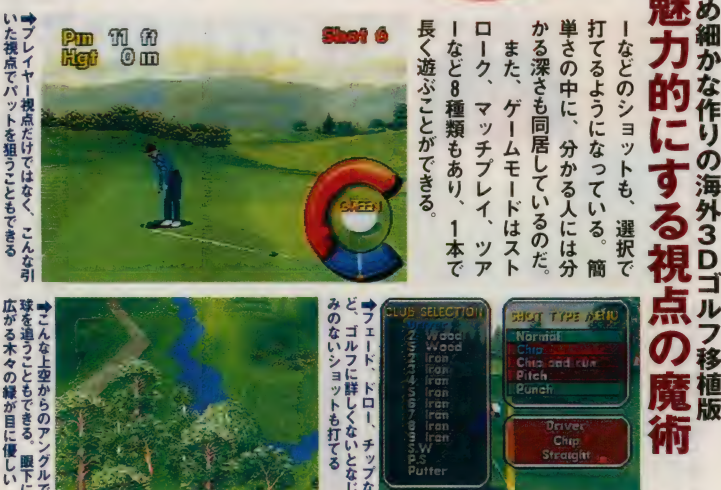 め細かな作りの海外3Dゴルフ移植版
魅力的にする視点の魔術
ーなどのショットも、選択で
打てるようになっている。簡
単さの中に、分かる人には分
かる深さも同居しているのだ。
また、ゲームモードはスト
ローク、マッチプレイ、ツア
ーなど8種類もあり、1本で
長く遊ぶことができる。
Pin 11 ft
Hgt 0 in
Shot 6
GREEN
➡プレイヤー視点だけではなく、こんな引
いた視点でパットを狙うこともできる
CLUB SELECTION
2 Wood
3 Wood
2 Iron
3 Iron
4 Iron
5 Iron
6 Iron
7 Iron
8 Iron
9 Iron
S.W
P.S
Putter
SHOT TYPE MENU
Normal
Chip
Chip and run
Pitch
Punch
Driver
Chip
Straight
➡フェード、ドロー、チップな
ど、ゴルフに詳しくないとなじ
みのないショットも打てる
➡こんな上空からのアングルで
球を追うこともできる。眼下に
広がる木々の緑が目に優しい